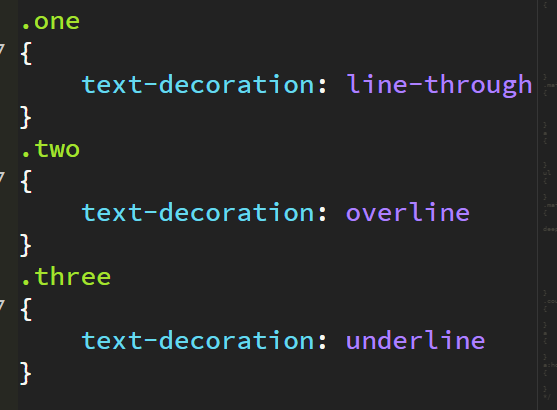 .one
{
text-decoration: line-through
}
.two
{
text-decoration: overline
}
.three
{
text-decoration: underline
}